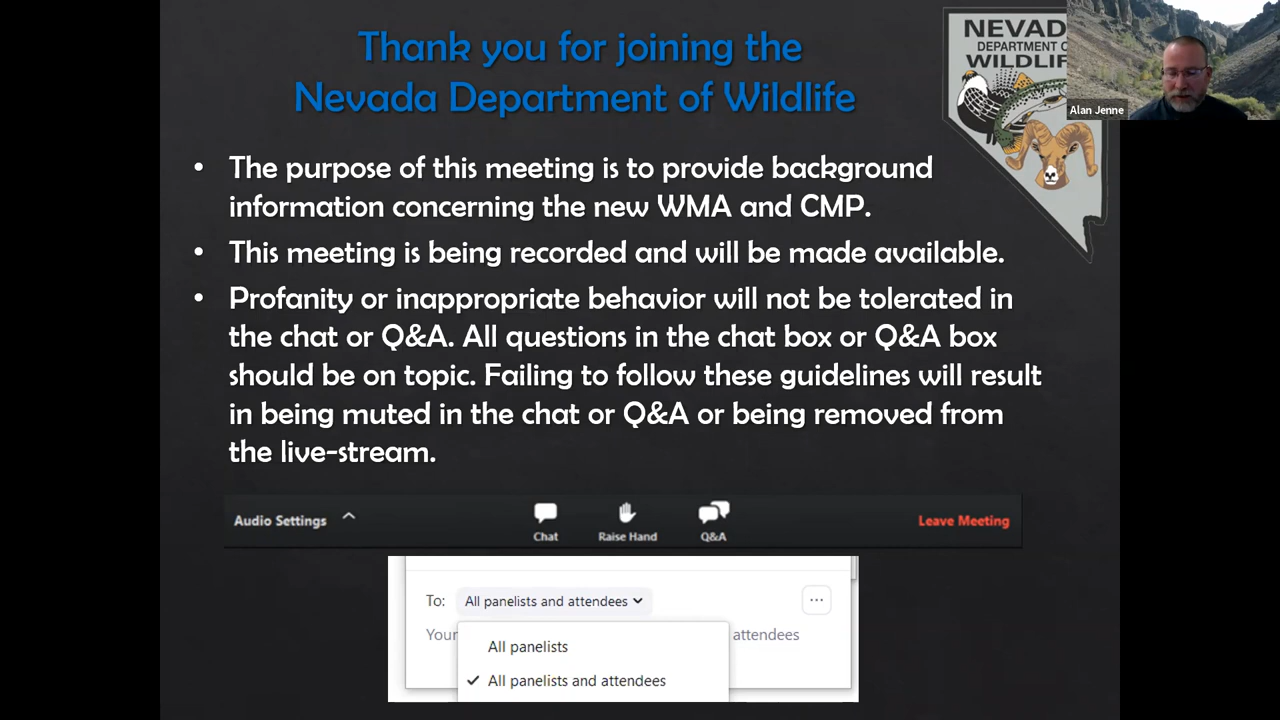 Thank you for joining the
Nevada Department of Wildlife
NEVAD
DEPARTMENT O
WILDLIF
Alan Jenne
• The purpose of this meeting is to provide background
information concerning the new WMA and CMP.
• This meeting is being recorded and will be made available.
• Profanity or inappropriate behavior will not be tolerated in
the chat or Q&A. All questions in the chat box or Q&A box
should be on topic. Failing to follow these guidelines will result
in being muted in the chat or Q&A or being removed from
the live-stream.
Audio Settings
Chat
Raise Hand
Q&A
Leave Meeting
To: All panelists and attendees
Your attendees
All panelists
All panelists and attendees